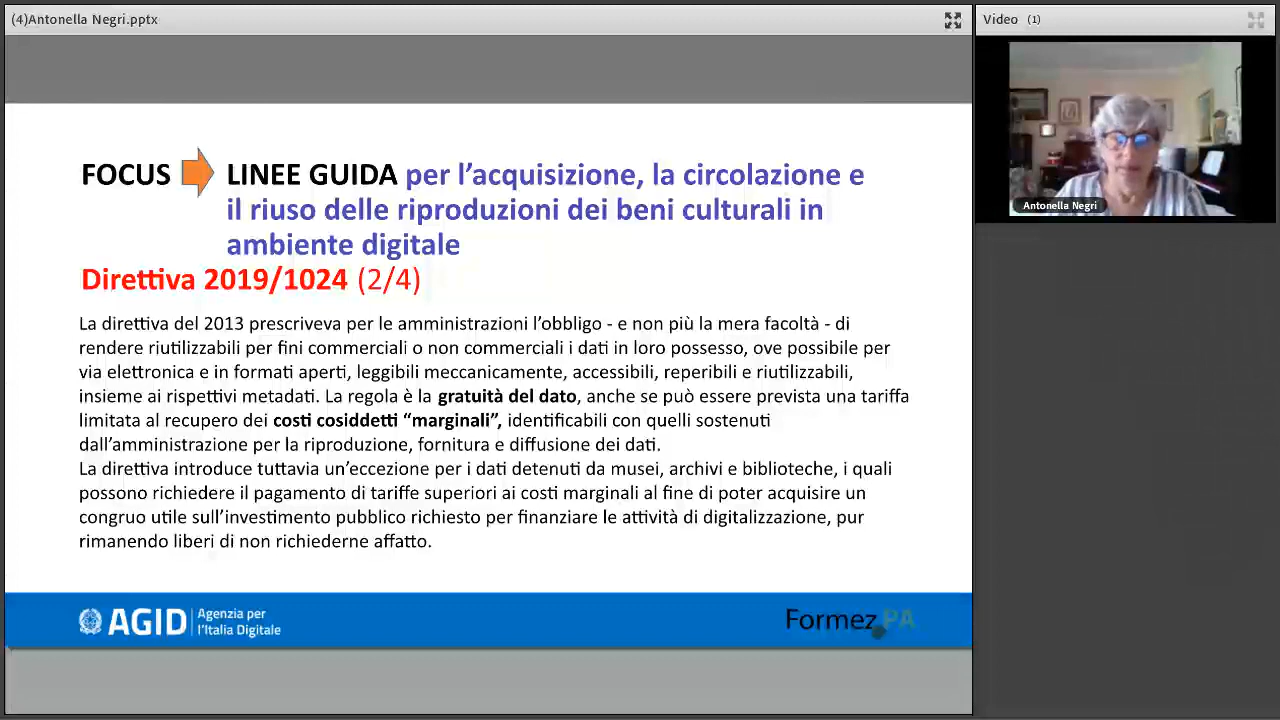 (4)Antonella Negri.pptx
Video (1)
Antonella Negri
FOCUS LINEE GUIDA per l’acquisizione, la circolazione e
il riuso delle riproduzioni dei beni culturali in
ambiente digitale
Direttiva 2019/1024 (2/4)
La direttiva del 2013 prescriveva per le amministrazioni l’obbligo - e non più la mera facoltà - di
rendere riutilizzabili per fini commerciali o non commerciali i dati in loro possesso, ove possibile per
via elettronica e in formati aperti, leggibili meccanicamente, accessibili, reperibili e riutilizzabili,
insieme ai rispettivi metadati. La regola è la gratuità del dato, anche se può essere prevista una tariffa
limitata al recupero dei costi cosiddetti “marginali”, identificabili con quelli sostenuti
dall’amministrazione per la riproduzione, fornitura e diffusione dei dati.
La direttiva introduce tuttavia un’eccezione per i dati detenuti da musei, archivi e biblioteche, i quali
possono richiedere il pagamento di tariffe superiori ai costi marginali al fine di poter acquisire un
congruo utile sull’investimento pubblico richiesto per finanziare le attività di digitalizzazione, pur
rimanendo liberi di non richiederne affatto.
AGID Agenzia per
l’Italia Digitale
Formez PA